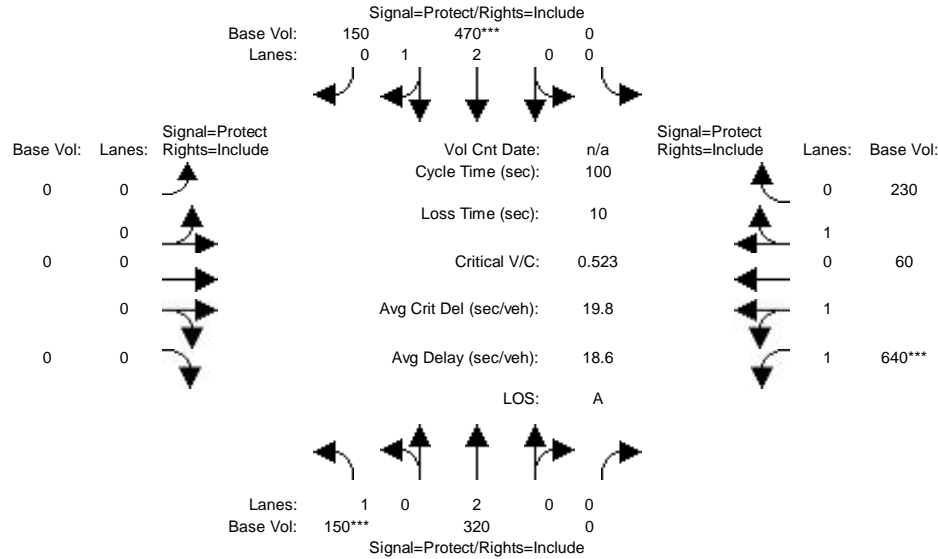 Signal=Protect/Rights=Include
Base Vol: 150 470*** 0
Lanes: 0 1 2 0 0
Signal=Protect
Base Vol: Lanes: Rights=Include
Vol Cnt Date: n/a
Signal=Protect
Rights=Include Lanes: Base Vol:
Cycle Time (sec): 100
0 0
0 230
Loss Time (sec): 10
0
1
0 0
Critical V/C: 0.523
0 60
0
Avg Crit Del (sec/veh): 19.8
1
0 0
Avg Delay (sec/veh): 18.6
1 640***
LOS: A
Lanes: 1 0 2 0 0
Base Vol: 150*** 320 0
Signal=Protect/Rights=Include